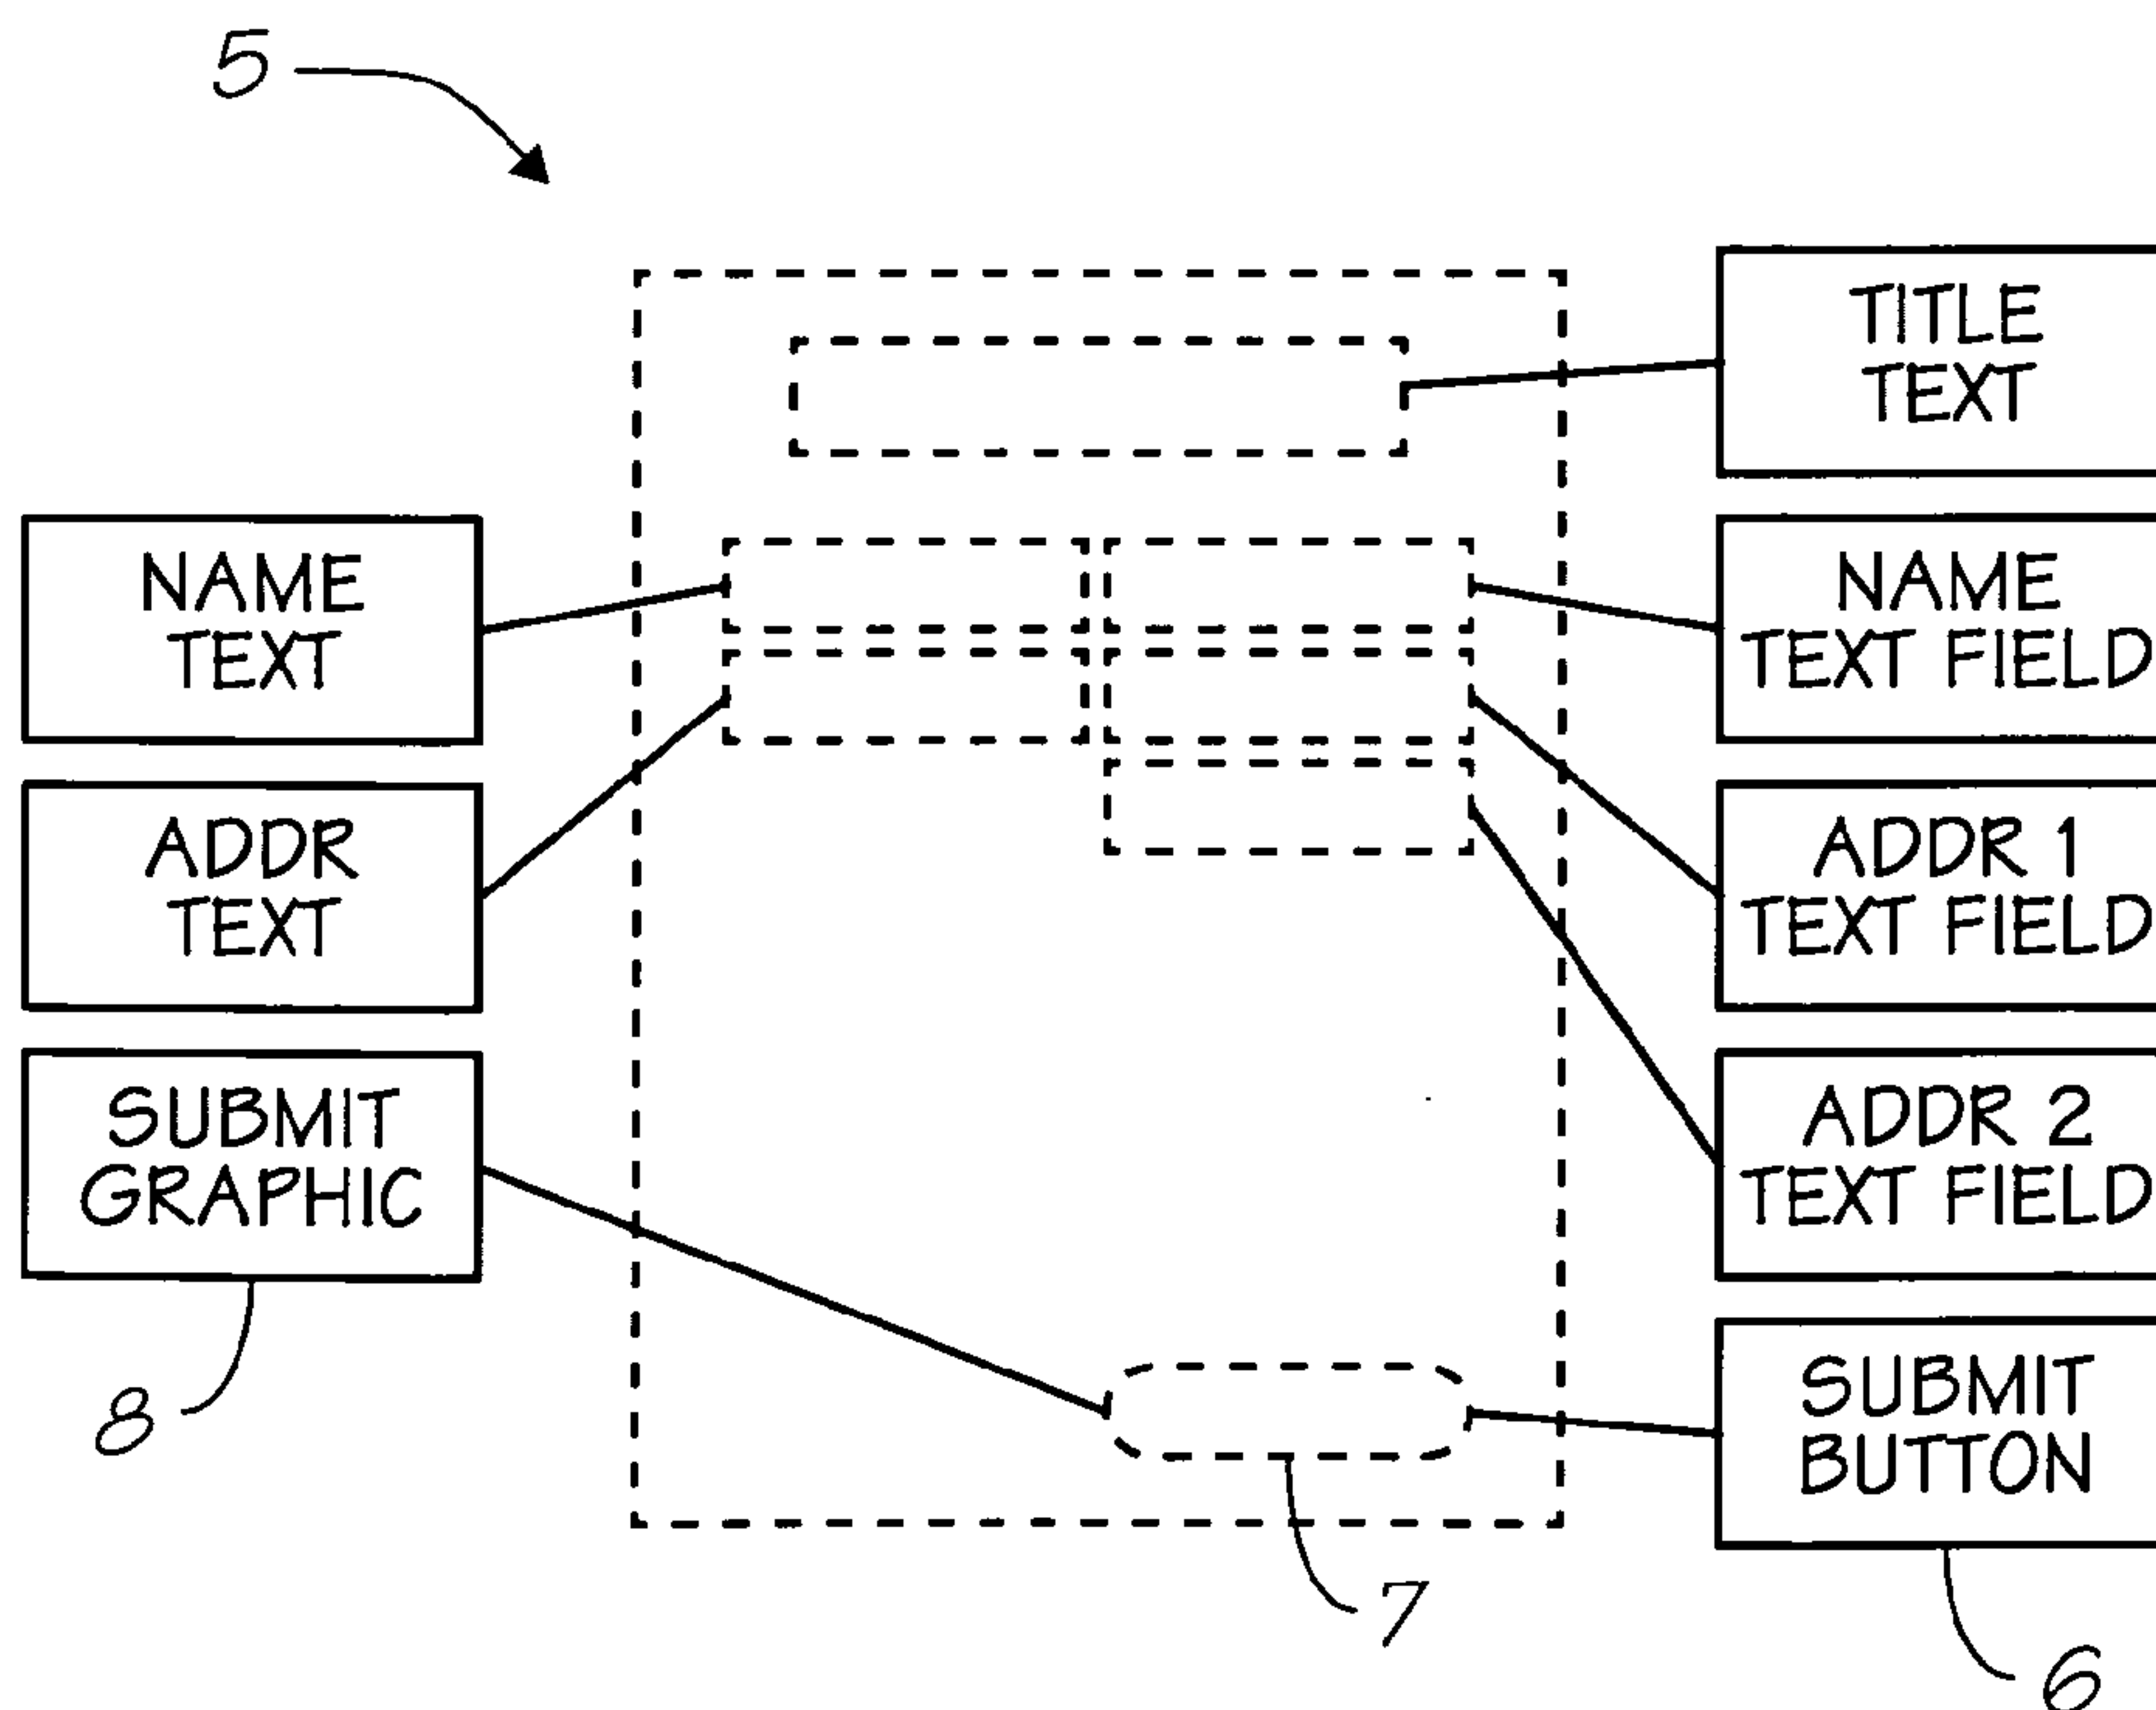 5
TITLE
TEXT
NAME
TEXT
NAME
TEXT FIELD
ADDR
TEXT
ADDR 1
TEXT FIELD
SUBMIT
GRAPHIC
ADDR 2
TEXT FIELD
SUBMIT
BUTTON
8
7
6